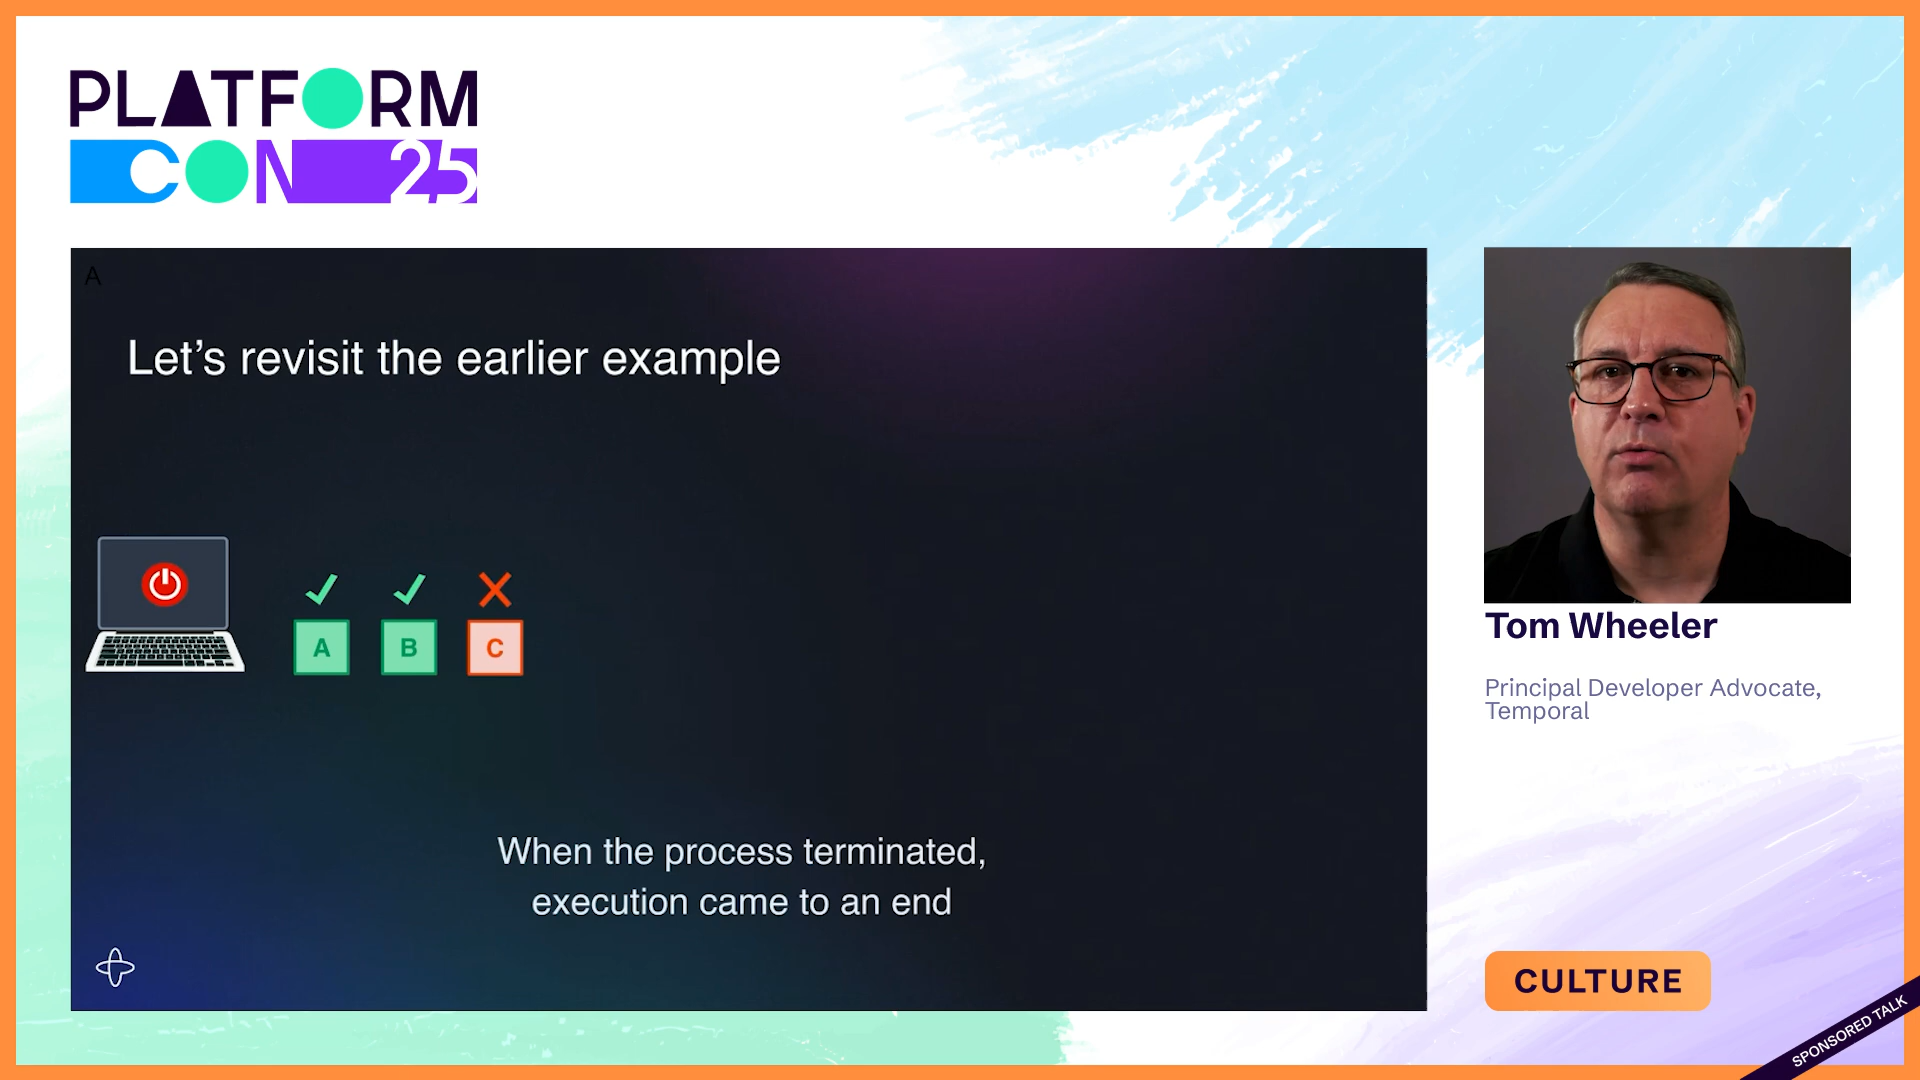 PLATFORM
CON 25
A
Let's revisit the earlier example
A B C
When the process terminated,
execution came to an end
Tom Wheeler
Principal Developer Advocate,
Temporal
CULTURE
SPONSORED TALK